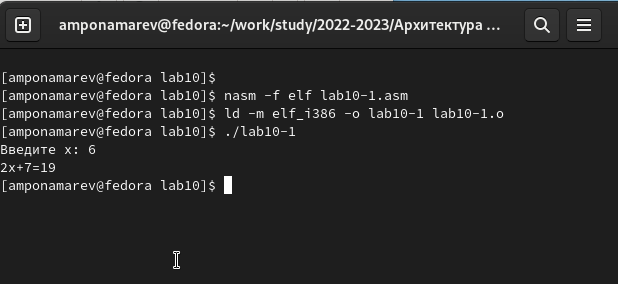 amponamarev@fedora:~/work/study/2022-2023/Архитектура ...
[amponamarev@fedora lab10]$
[amponamarev@fedora lab10]$ nasm -f elf lab10-1.asm
[amponamarev@fedora lab10]$ ld -m elf_i386 -o lab10-1 lab10-1.o
[amponamarev@fedora lab10]$ ./lab10-1
Введите x: 6
2x+7=19
[amponamarev@fedora lab10]$